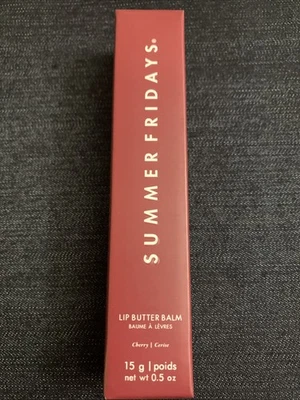 SUMMER FRIDAYS®
LIP BUTTER BALM
BAUME À LÈVRES
Cherry | Cerise
15 g | poids
net wt 0.5 oz